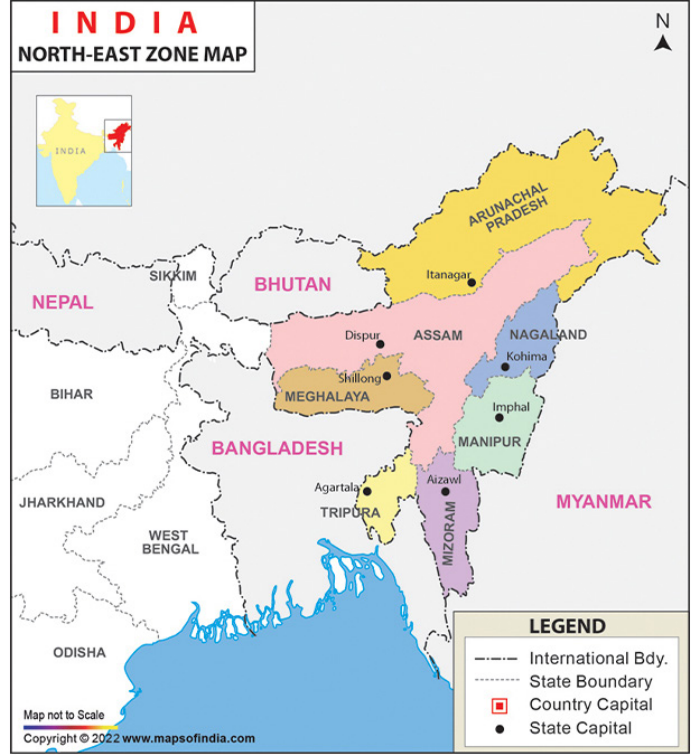 INDIA
NORTH-EAST ZONE MAP
N
INDIA
ARUNACHAL
PRADESH
SIKKIM
BHUTAN
Itanagar
NEPAL
Dispur
ASSAM
NAGALAND
Kohima
Shillong
BIHAR
MEGHALAYA
Imphal
MANIPUR
BANGLADESH
Aizawl
Agartala
JHARKHAND
TRIPURA
MYANMAR
MIZORAM
WEST
BENGAL
ODISHA
LEGEND
International Bdy.
State Boundary
Country Capital
State Capital
Map not to Scale
Copyright © 2022 www.mapsofindia.com